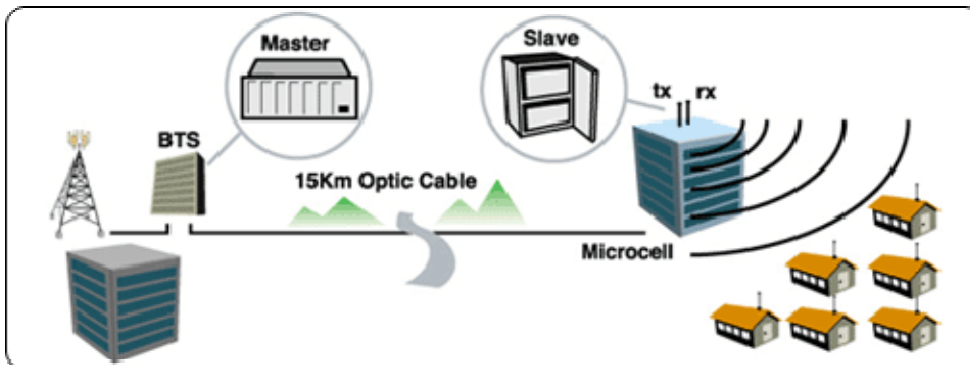 Master
Slave
tx rx
BTS
15Km Optic Cable
Microcell